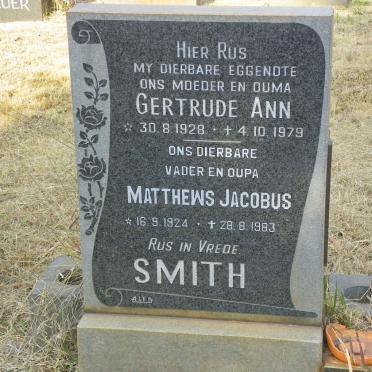 UER
HIER RUS
MY DIERBARE EGGENOTE
ONS MOEDER EN OUMA
GERTRUDE ANN
☆ 30.8.1928 - ✝ 4.10.1979
ONS DIERBARE
VADER EN OUPA
MATTHEWS JACOBUS
☆ 16.9.1924 - ✝ 28.8.1983
RUS IN VREDE
SMITH